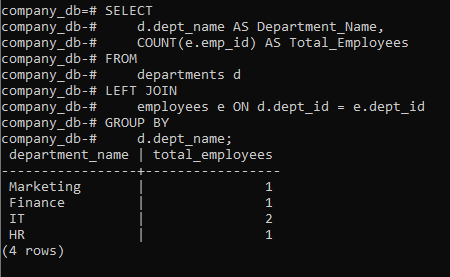 company_db=# SELECT
company_db-#     d.dept_name AS Department_Name,
company_db-#     COUNT(e.emp_id) AS Total_Employees
company_db-# FROM
company_db-#     departments d
company_db-# LEFT JOIN
company_db-#     employees e ON d.dept_id = e.dept_id
company_db-# GROUP BY
company_db-#     d.dept_name;
 department_name | total_employees
-----------------+-----------------
 Marketing       |               1
 Finance         |               1
 IT              |               2
 HR              |               1
(4 rows)